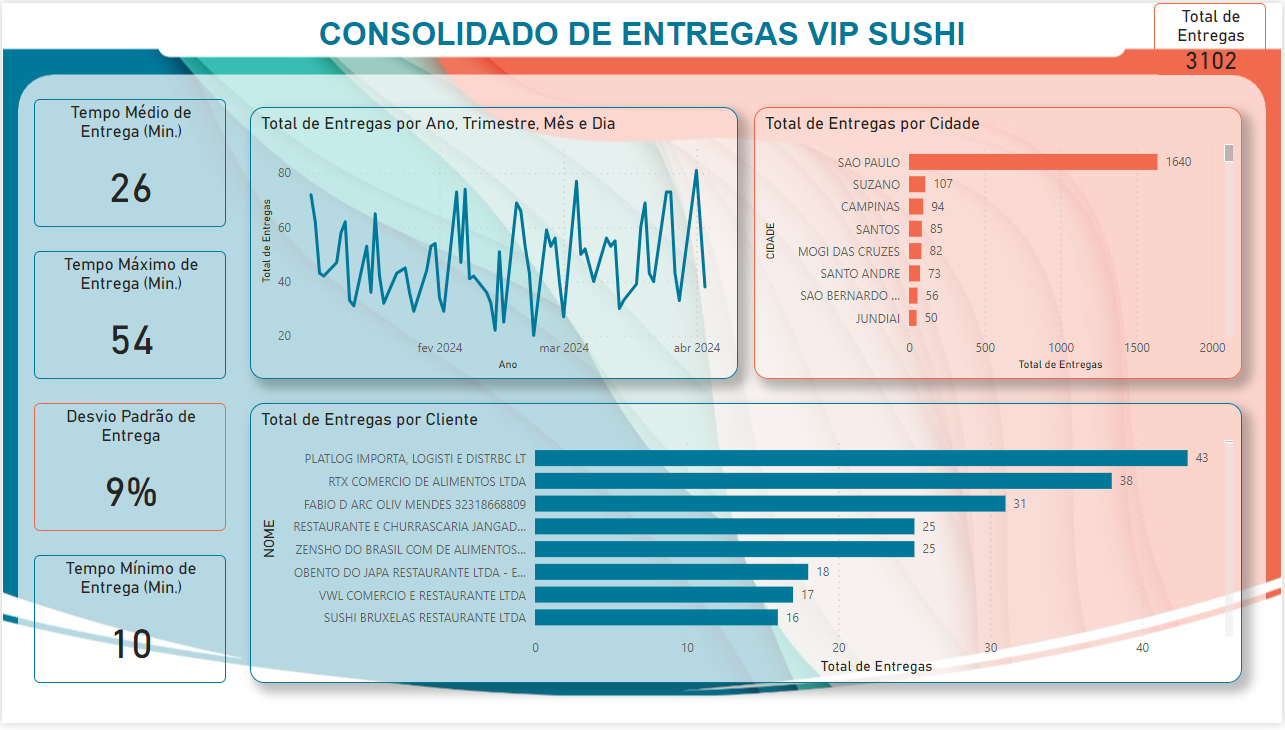 CONSOLIDADO DE ENTREGAS VIP SUSHI
Total de
Entregas
3102
Tempo Médio de
Entrega (Min.)
26
Tempo Máximo de
Entrega (Min.)
54
Desvio Padrão de
Entrega
9%
Tempo Mínimo de
Entrega (Min.)
10
Total de Entregas por Ano, Trimestre, Mês e Dia
Total de Entregas
80
60
40
20
fev 2024
mar 2024
abr 2024
Ano
Total de Entregas por Cidade
CIDADE
SAO PAULO 1640
SUZANO 107
CAMPINAS 94
SANTOS 85
MOGI DAS CRUZES 82
SANTO ANDRE 73
SAO BERNARDO ... 56
JUNDIAI 50
0 500 1000 1500 2000
Total de Entregas
Total de Entregas por Cliente
NOME
PLATLOG IMPORTA, LOGISTI E DISTRBC LT 43
RTX COMERCIO DE ALIMENTOS LTDA 38
FABIO D ARC OLIV MENDES 32318668809 31
RESTAURANTE E CHURRASCARIA JANGAD... 25
ZENSHO DO BRASIL COM DE ALIMENTOS... 25
OBENTO DO JAPA RESTAURANTE LTDA - E... 18
VWL COMERCIO E RESTAURANTE LTDA 17
SUSHI BRUXELAS RESTAURANTE LTDA 16
0 10 20 30 40
Total de Entregas